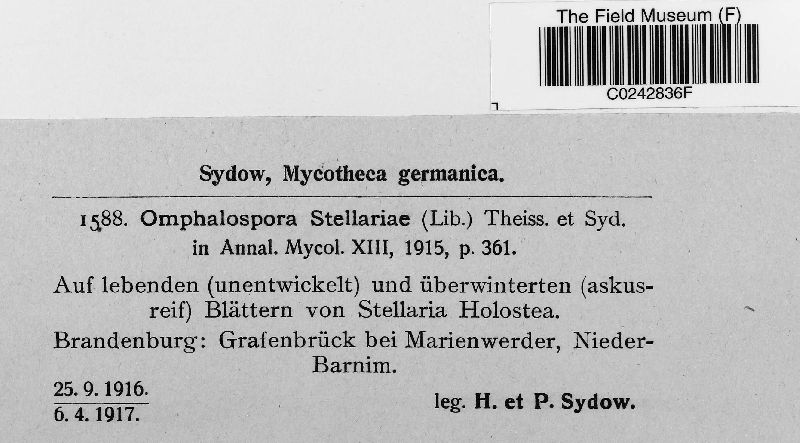 The Field Museum (F)
C0242836F
Sydow, Mycotheca germanica.
1588. Omphalospora Stellariae (Lib.) Theiss. et Syd.
in Annal. Mycol. XIII, 1915, p. 361.
Auf lebenden (unentwickelt) und überwinterten (askus-
reif) Blättern von Stellaria Holostea.
Brandenburg: Grafenbrück bei Marienwerder, Nieder-
Barnim.
25. 9. 1916.
6. 4. 1917.
leg. H. et P. Sydow.